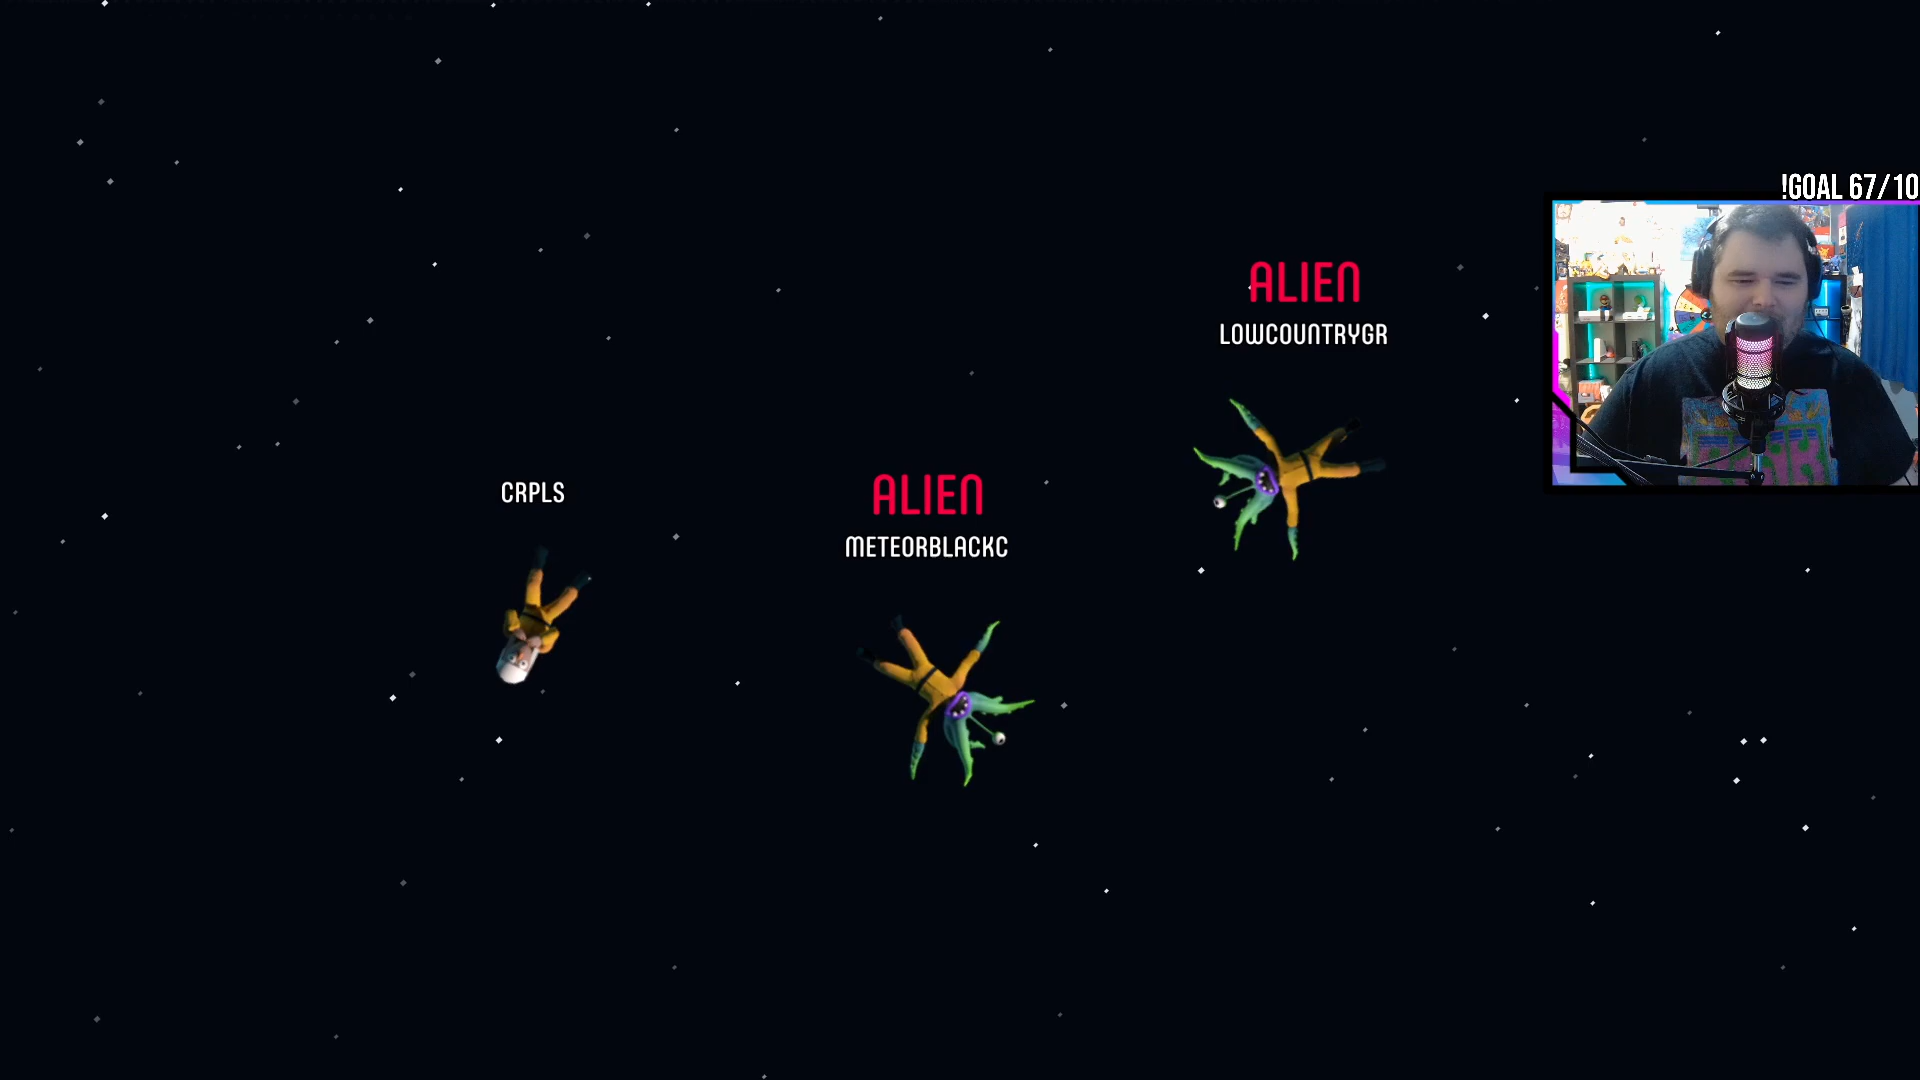 !GOAL 67/10
ALIEN
LOWCOUNTRYGR
ALIEN
METEORBLACKC
CRPLS